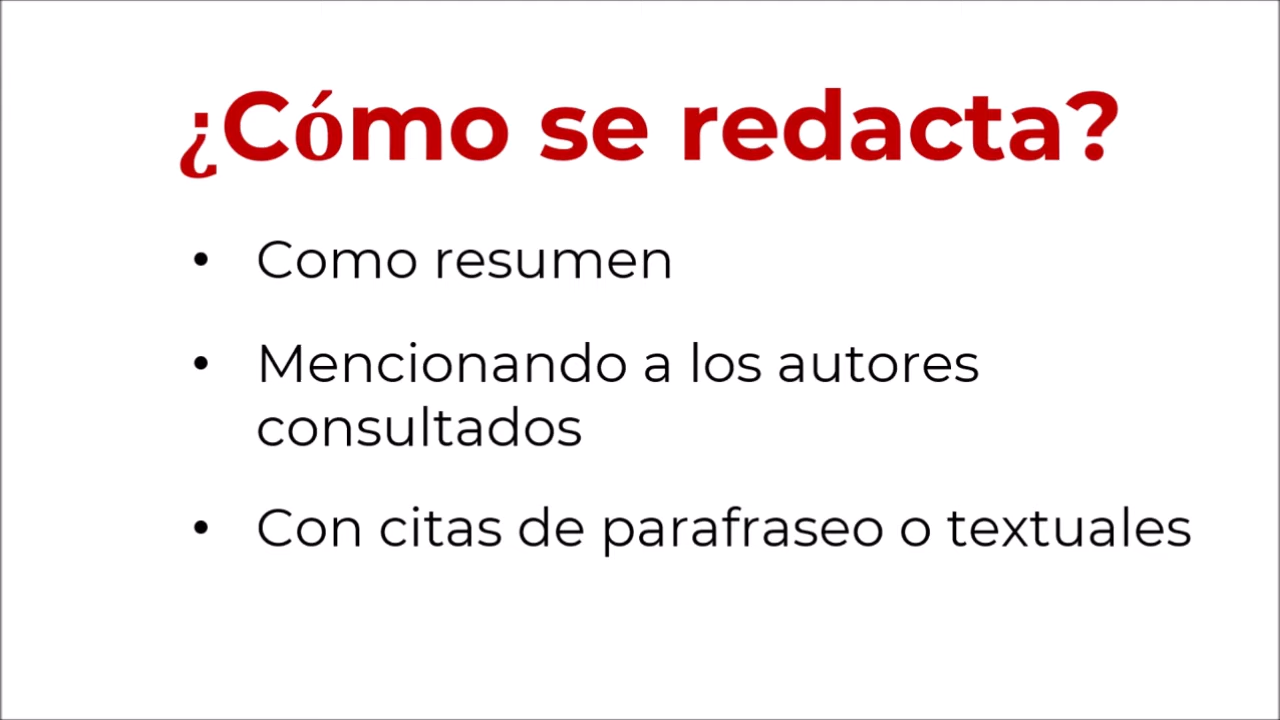 ¿Cómo se redacta?
• Como resumen
• Mencionando a los autores
consultados
• Con citas de parafraseo o textuales